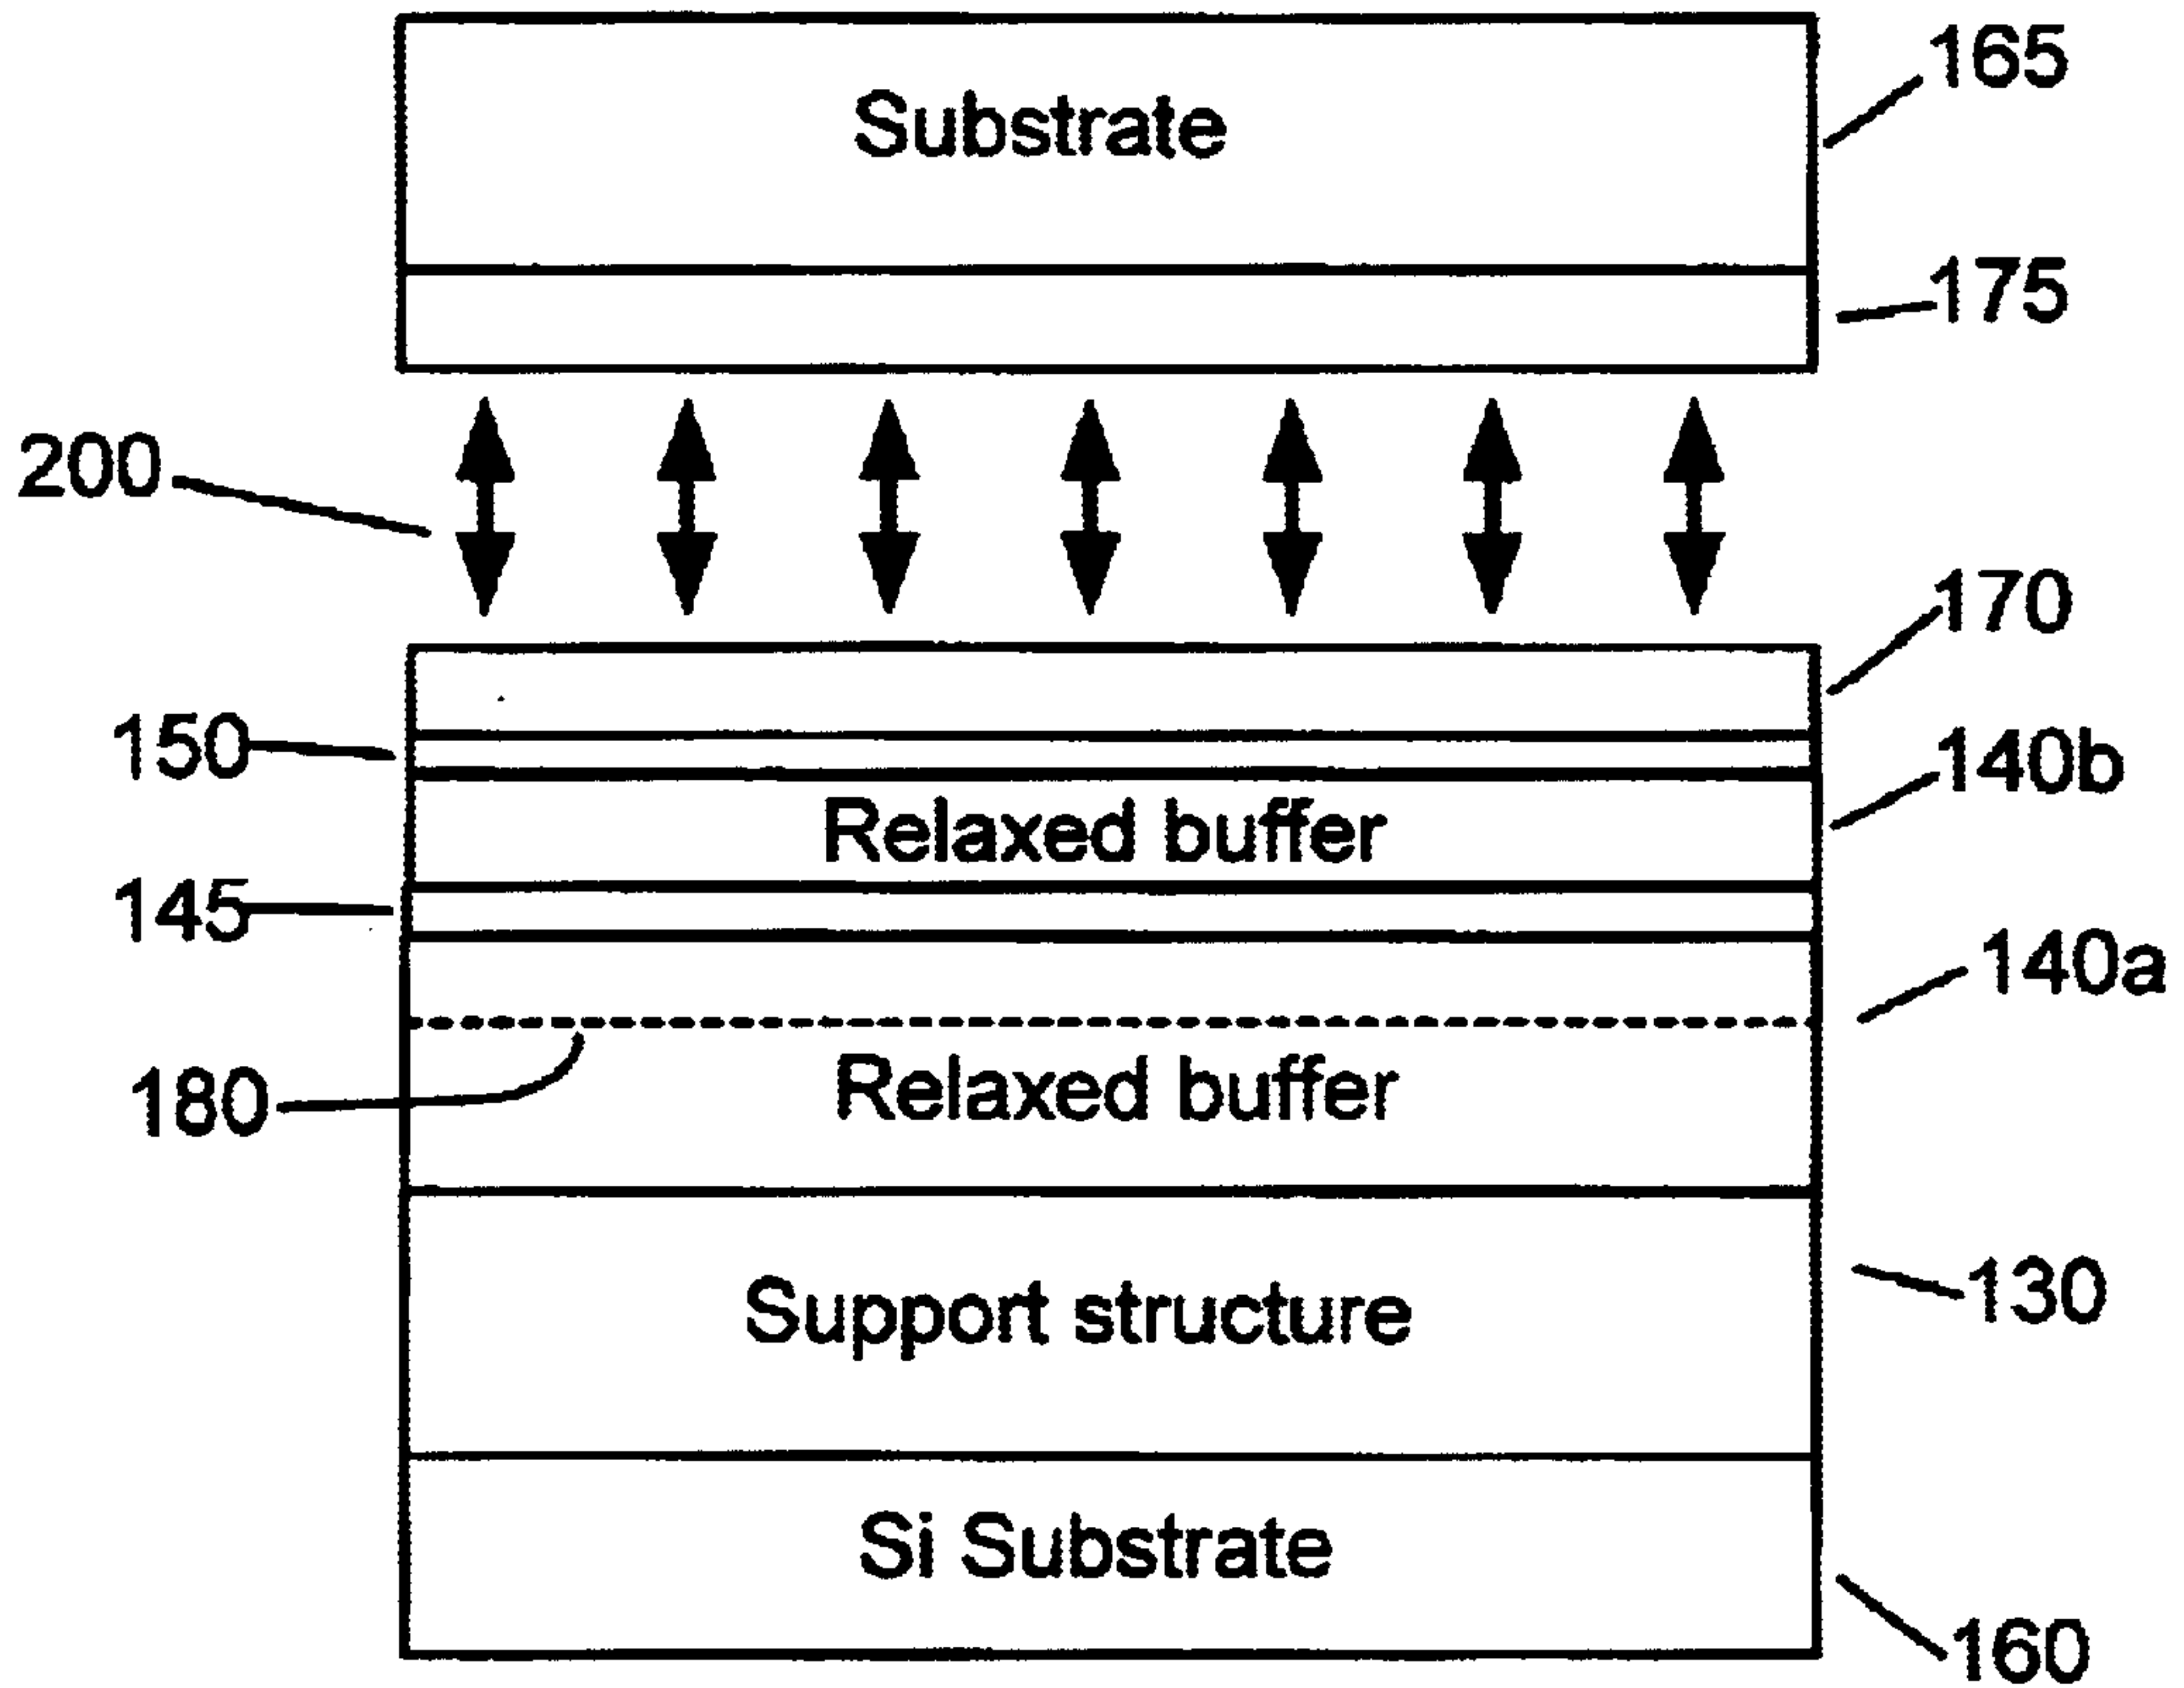 165
Substrate
175
200
170
150
140b
Relaxed buffer
145
140a
180
Relaxed buffer
130
Support structure
Si Substrate
160